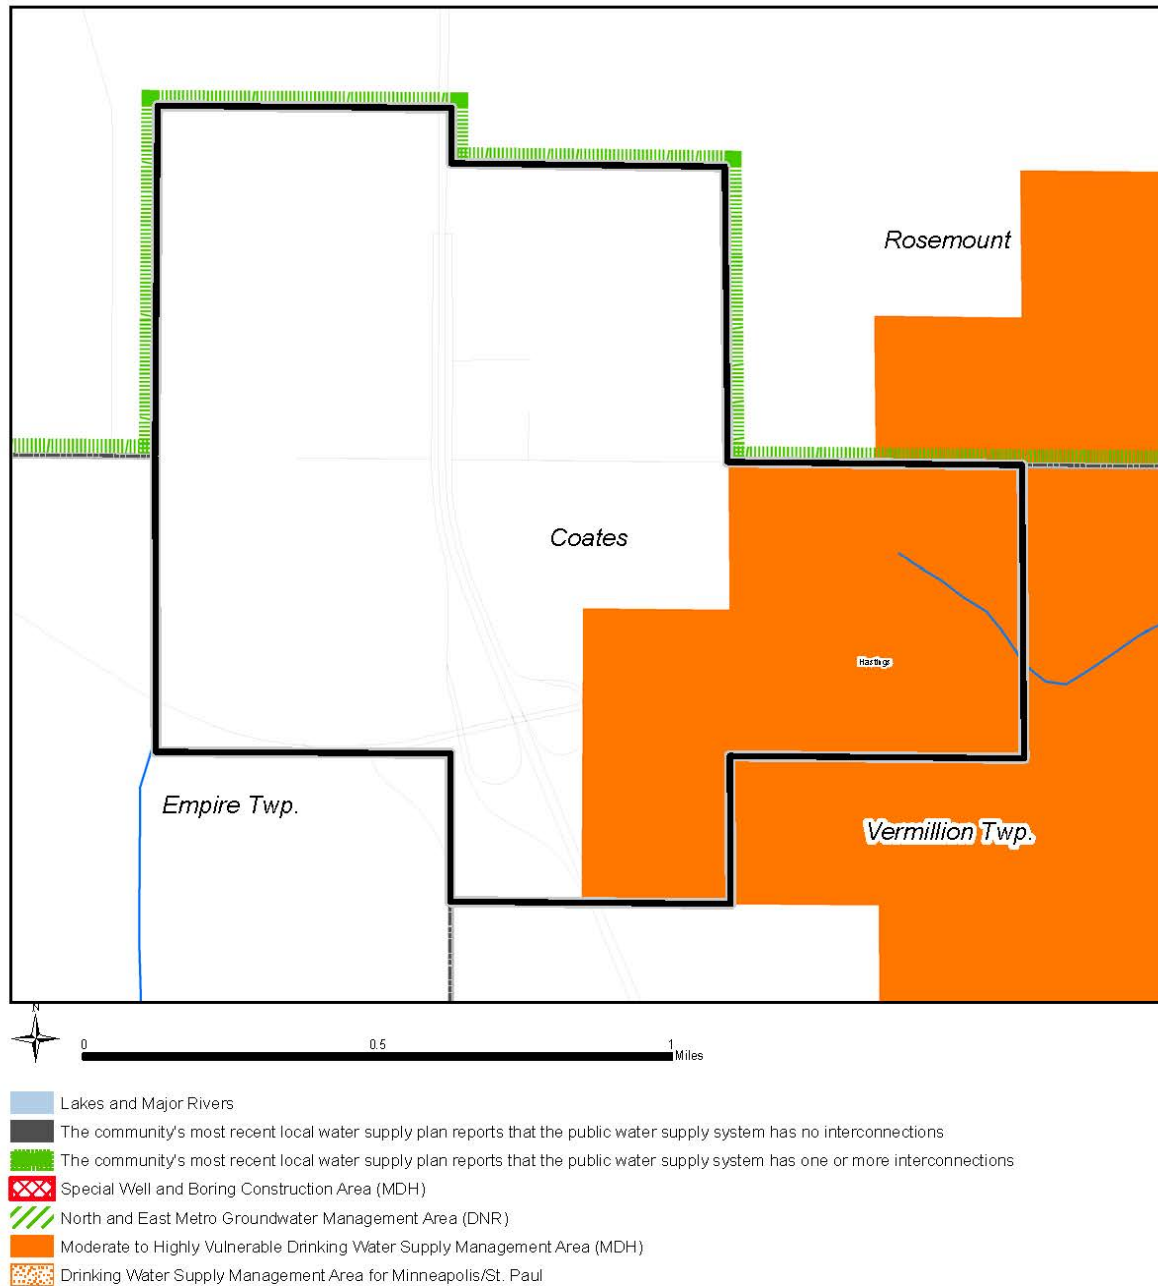 Rosemount
Coates
Hastings
Empire Twp.
Vermillion Twp.
N
0 0.5 1
Miles
Lakes and Major Rivers
The community's most recent local water supply plan reports that the public water supply system has no interconnections
The community's most recent local water supply plan reports that the public water supply system has one or more interconnections
Special Well and Boring Construction Area (MDH)
North and East Metro Groundwater Management Area (DNR)
Moderate to Highly Vulnerable Drinking Water Supply Management Area (MDH)
Drinking Water Supply Management Area for Minneapolis/St. Paul